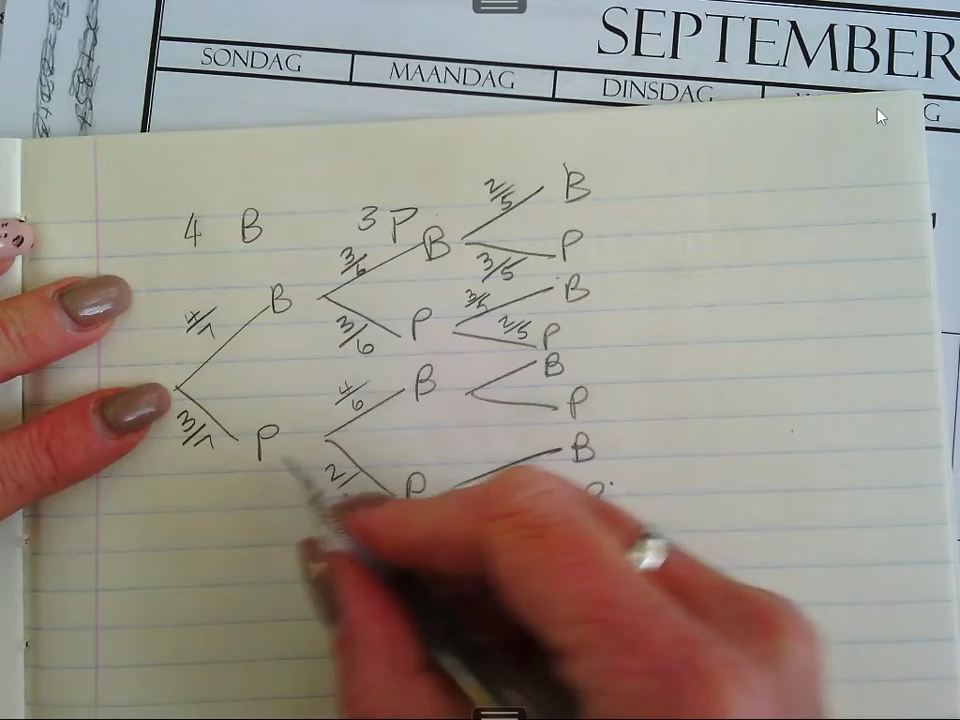 SEPTEMBER
SONDAG MAANDAG DINSDAG
4 B 3 P
2/5 B
3/6 B
3/5 P
4/7 B
3/5 B
3/6 P
2/5 P
B
4/6 B
P
3/7 P
B
2/ P